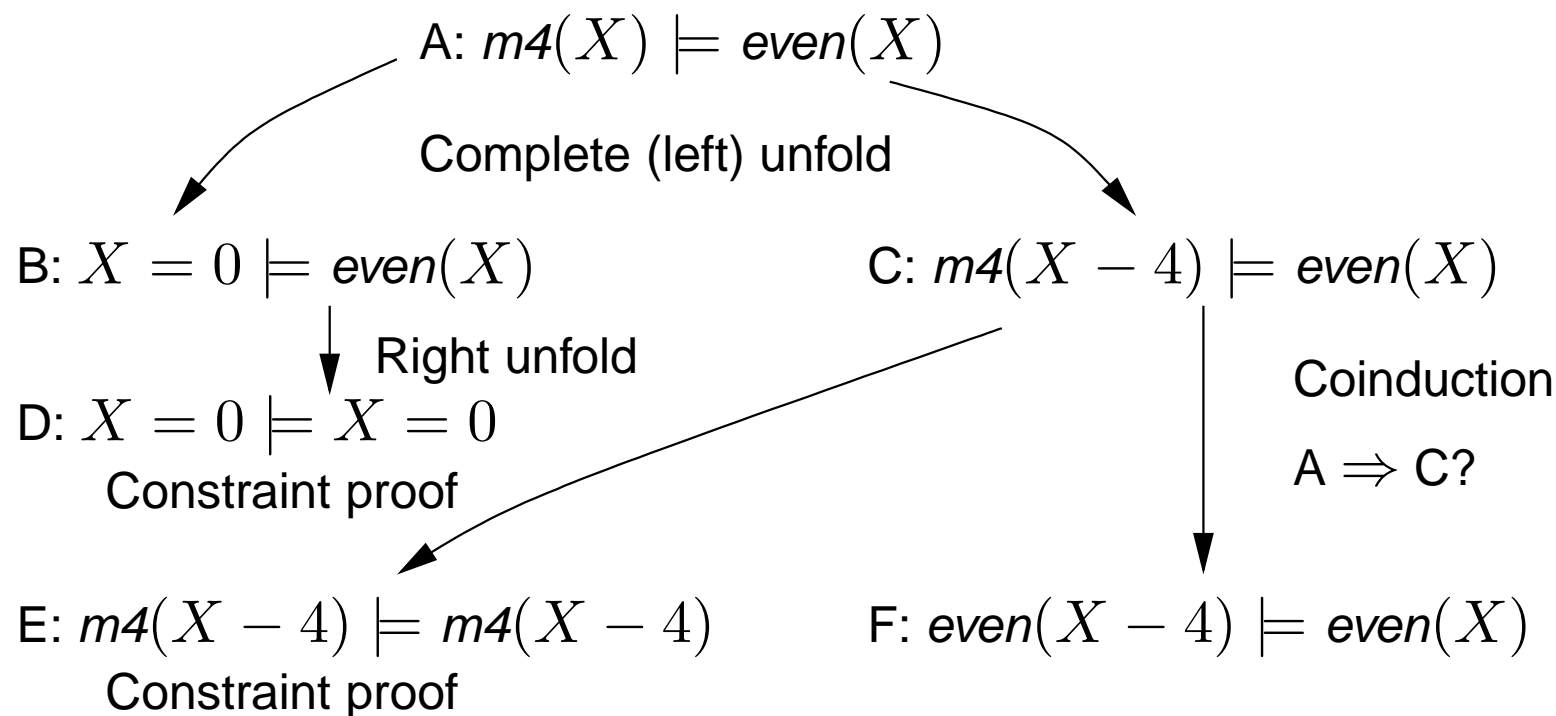 A: m4(X) ⊨ even(X)
Complete (left) unfold
B: X = 0 ⊨ even(X)
C: m4(X − 4) ⊨ even(X)
Right unfold
D: X = 0 ⊨ X = 0
Constraint proof
Coinduction
A ⇒ C?
E: m4(X − 4) ⊨ m4(X − 4)
Constraint proof
F: even(X − 4) ⊨ even(X)